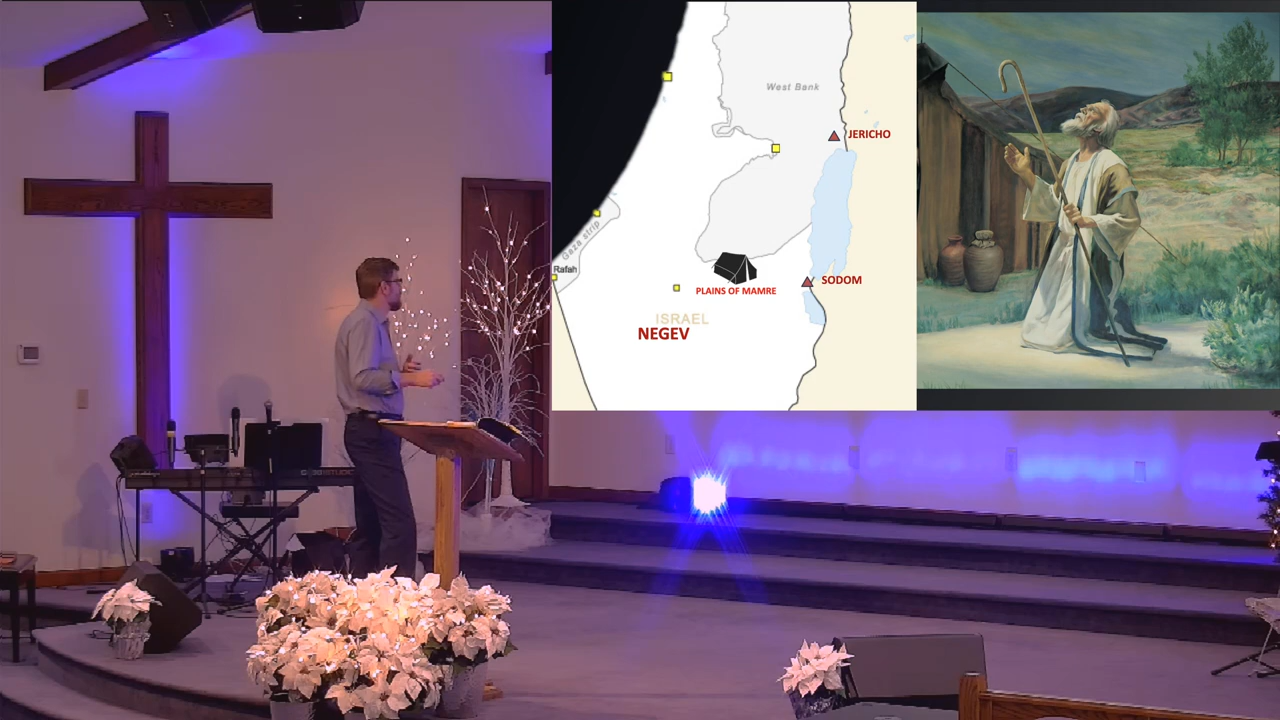 West Bank
JERICHO
Gaza strip
Rafah
SODOM
PLAINS OF MAMRE
ISRAEL
NEGEV